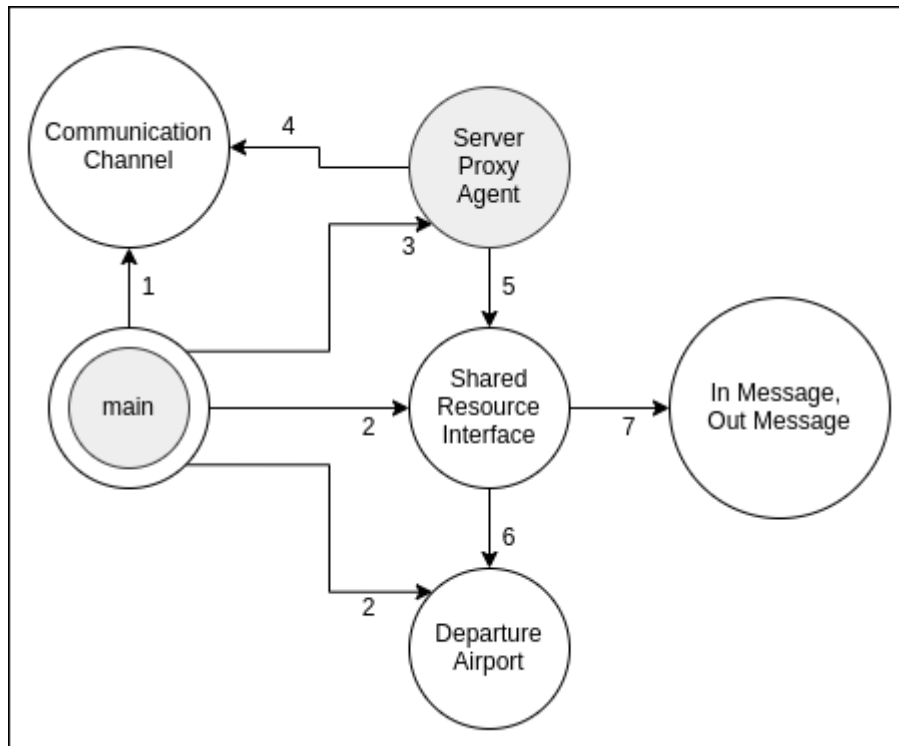 Communication
Channel
4
Server
Proxy
Agent
3
1
5
main
2
Shared
Resource
Interface
7
In Message,
Out Message
6
2
Departure
Airport